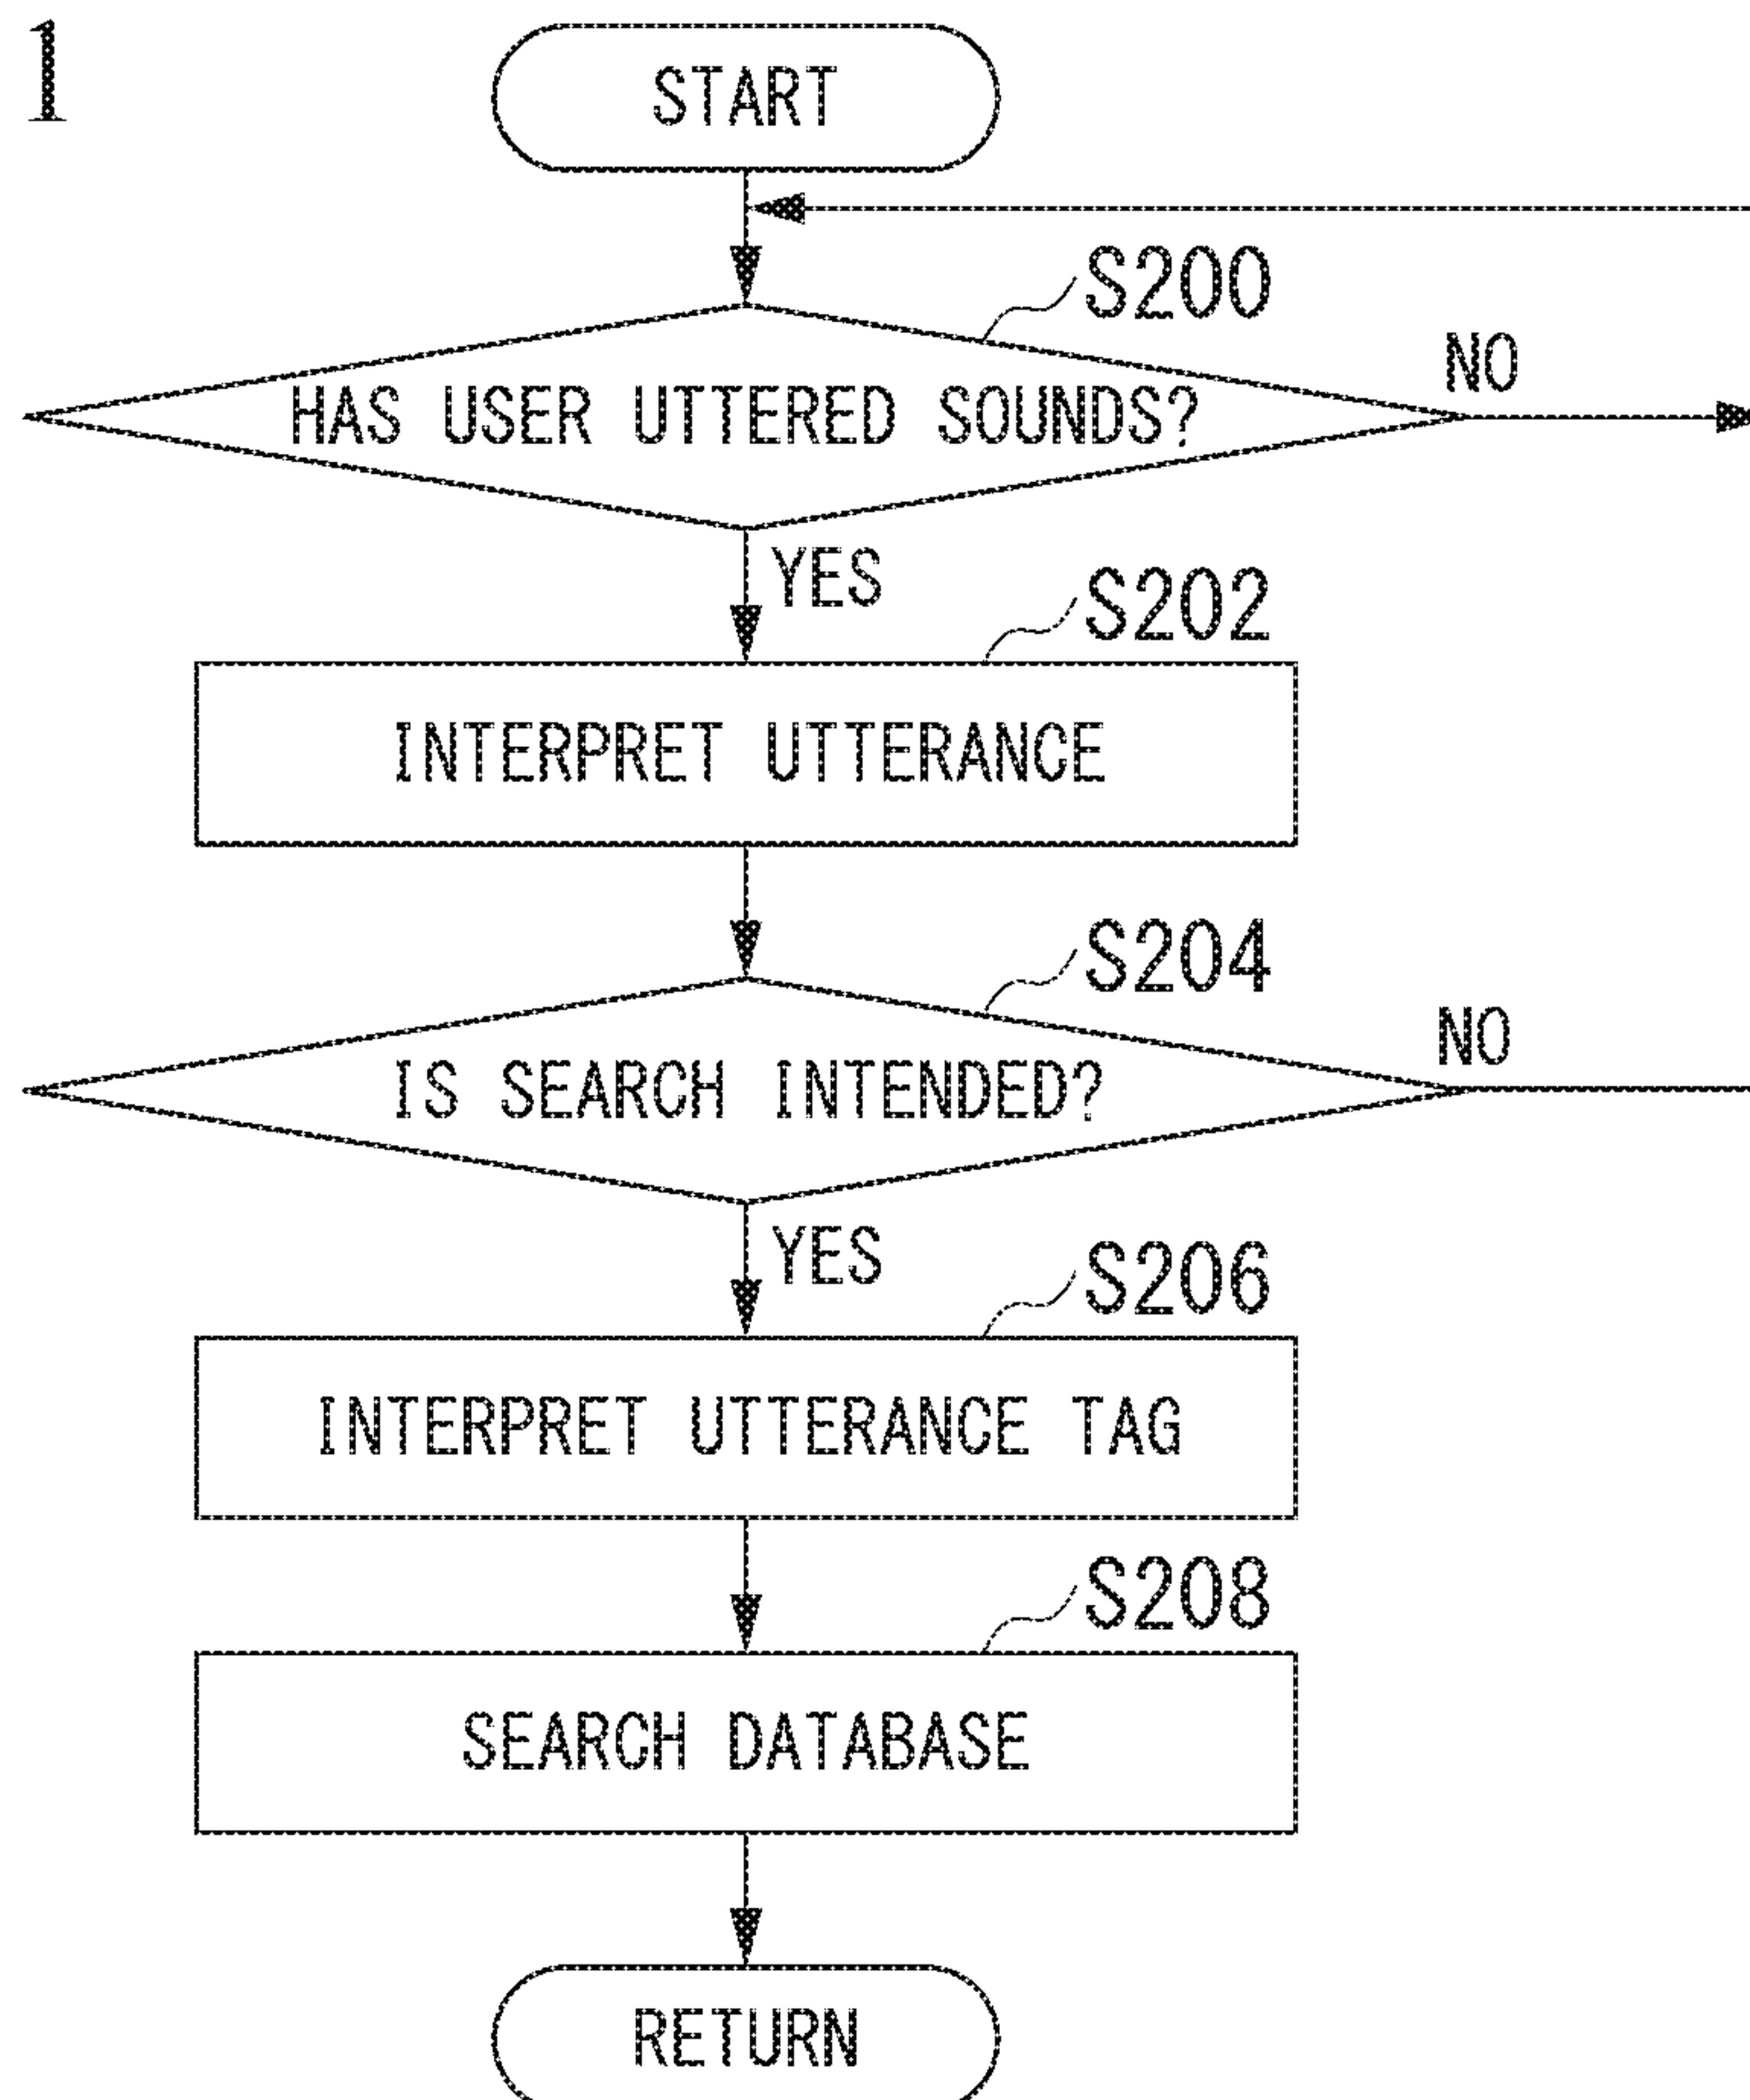 1
START
S200
HAS USER UTTERED SOUNDS?
NO
YES
S202
INTERPRET UTTERANCE
S204
IS SEARCH INTENDED?
NO
YES
S206
INTERPRET UTTERANCE TAG
S208
SEARCH DATABASE
RETURN